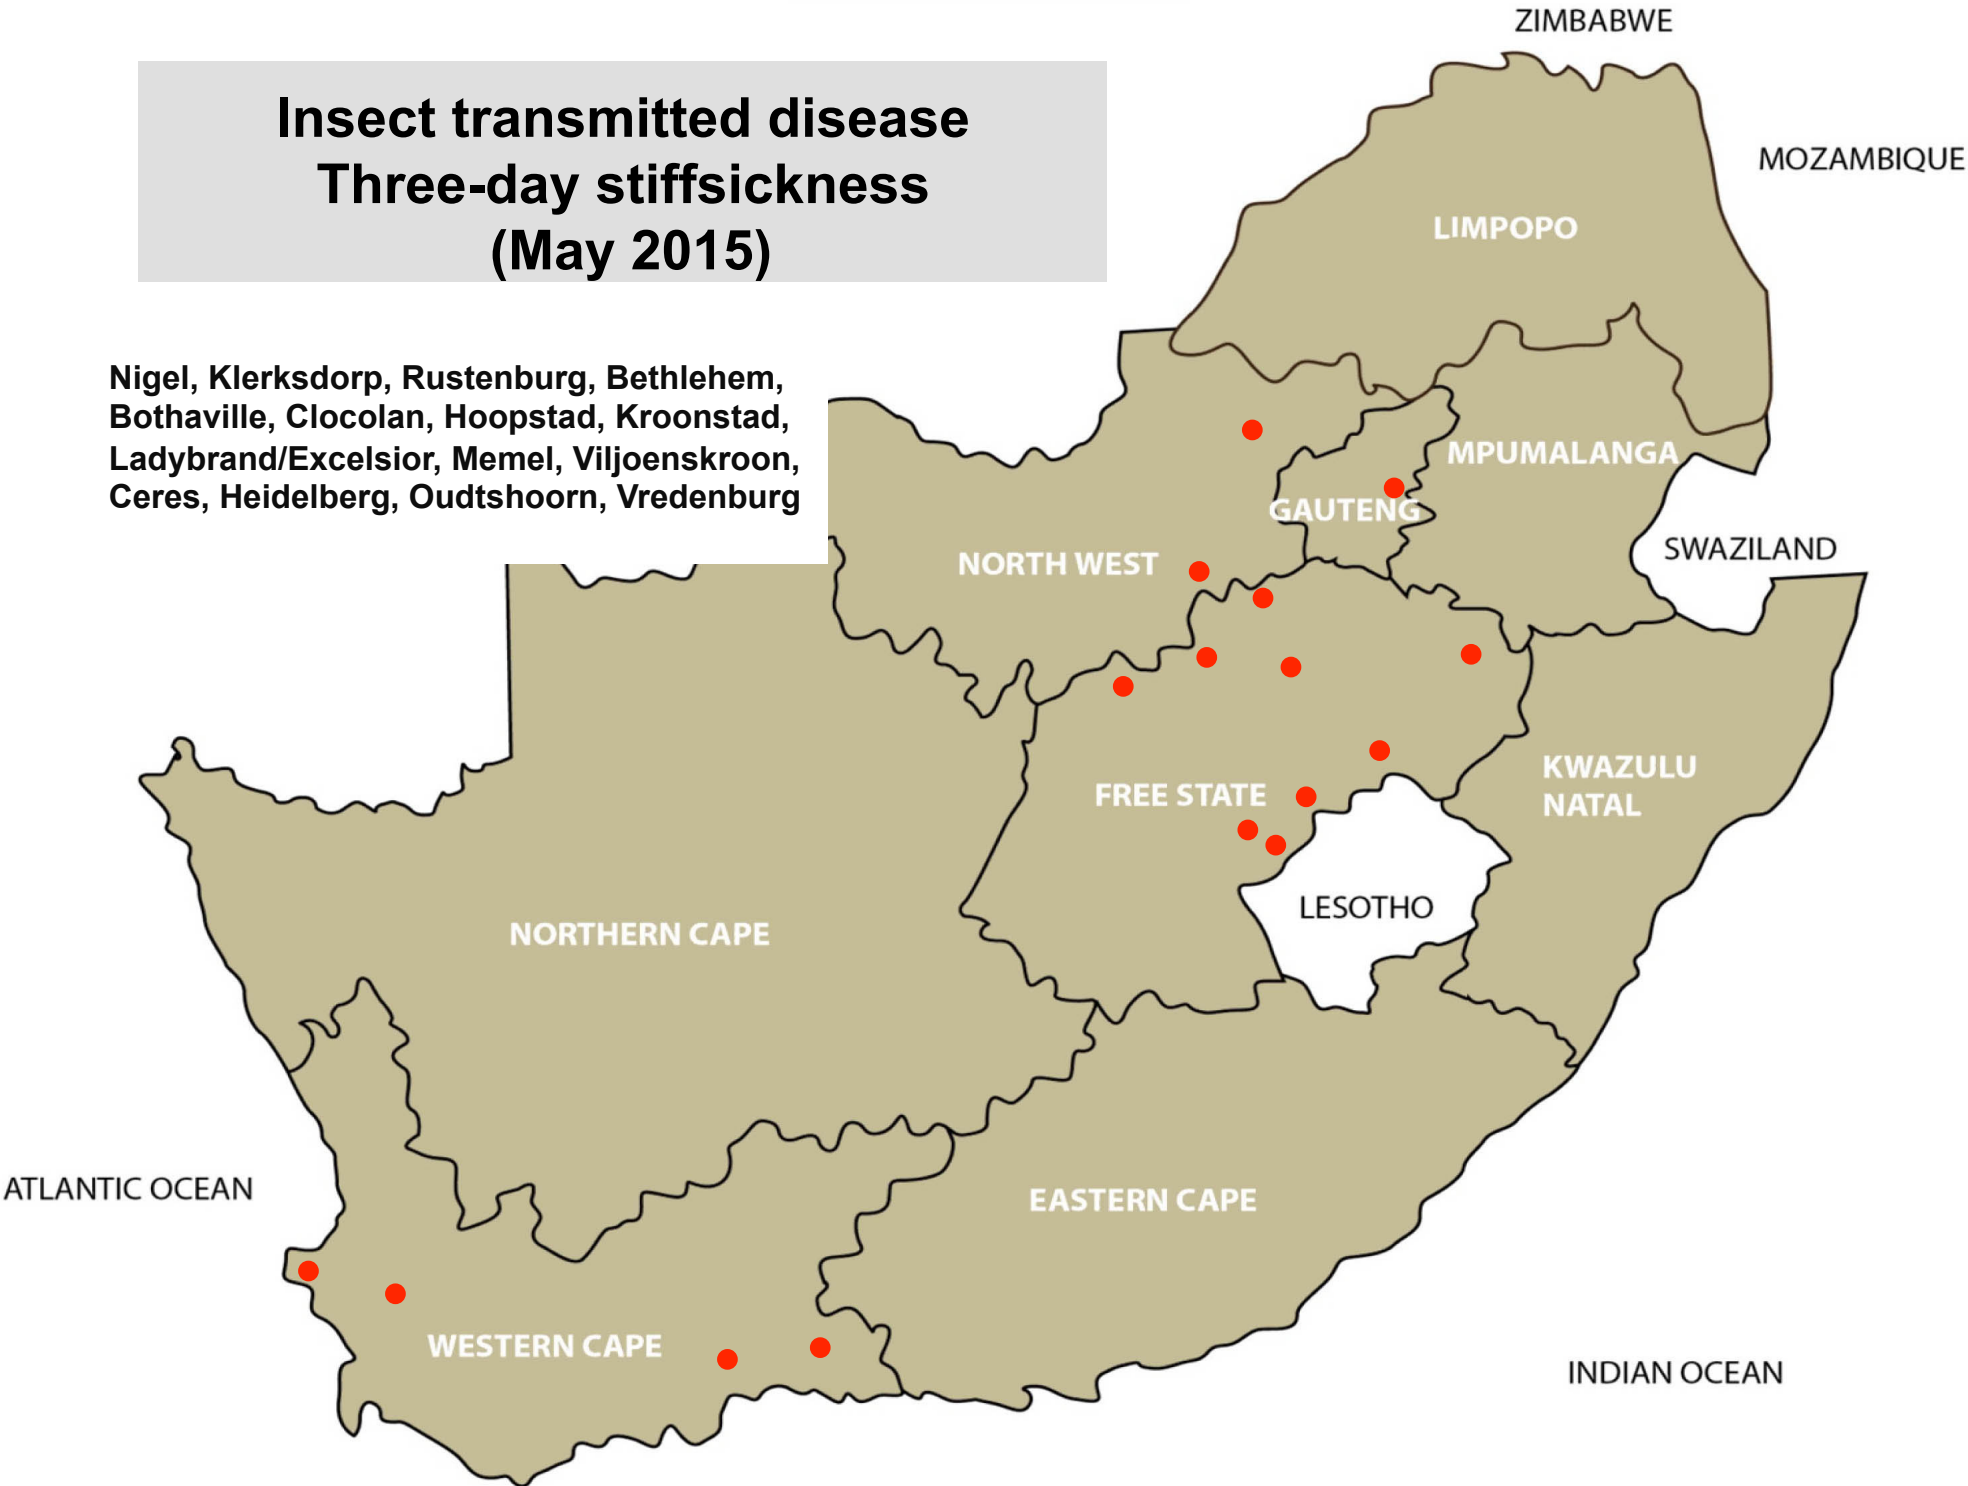 ZIMBABWE
Insect transmitted disease
Three-day stiffsickness
(May 2015)
MOZAMBIQUE
LIMPOPO
Nigel, Klerksdorp, Rustenburg, Bethlehem,
Bothaville, Clocolan, Hoopstad, Kroonstad,
Ladybrand/Excelsior, Memel, Viljoenskroon,
Ceres, Heidelberg, Oudtshoorn, Vredenburg
MPUMALANGA
GAUTENG
NORTH WEST
SWAZILAND
FREE STATE
KWAZULU
NATAL
LESOTHO
NORTHERN CAPE
ATLANTIC OCEAN
EASTERN CAPE
WESTERN CAPE
INDIAN OCEAN